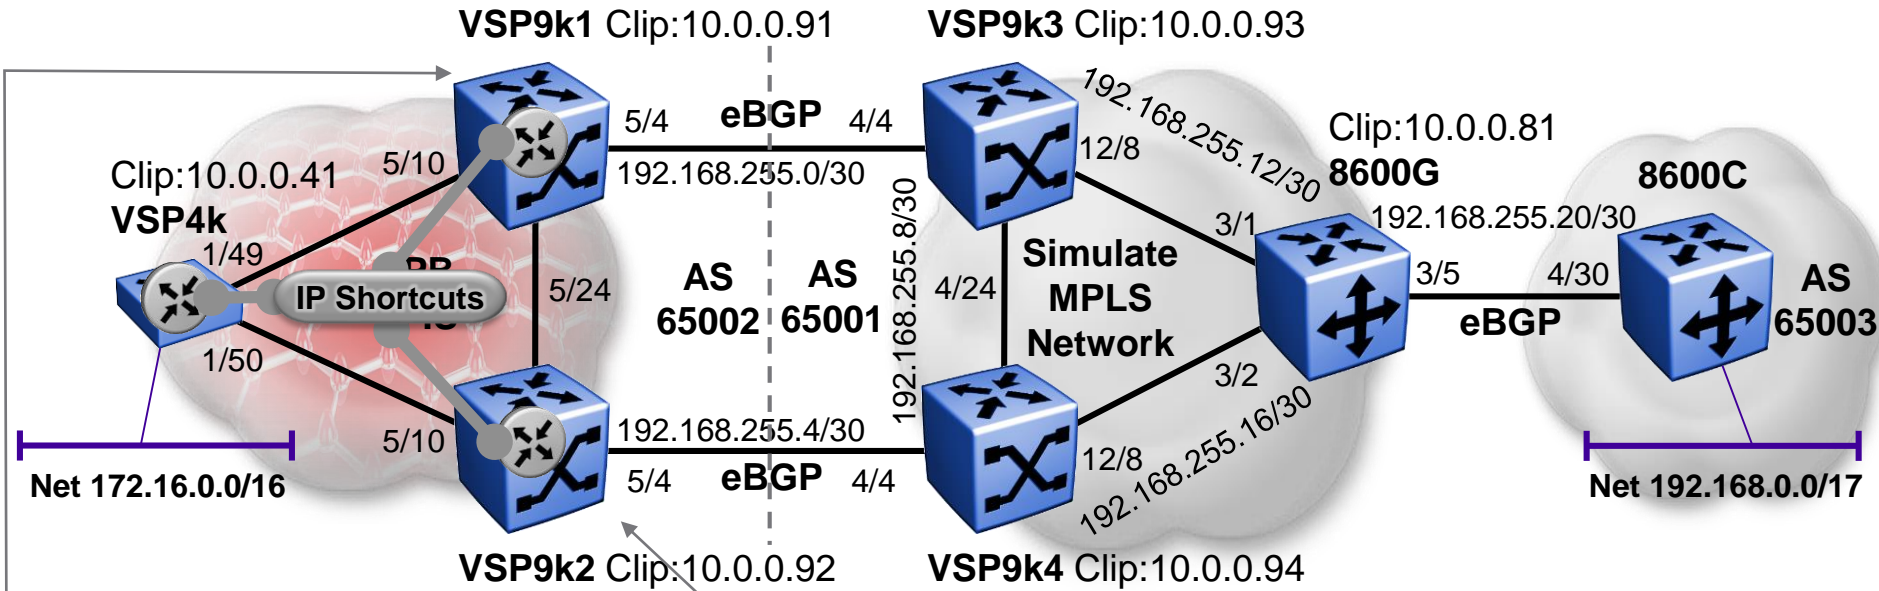 VSP9k1 Clip:10.0.0.91
VSP9k3 Clip:10.0.0.93
5/4
eBGP
4/4
192.168.255.0/30
12/8
192.168.255.12/30
Clip:10.0.0.81
8600G
8600C
Clip:10.0.0.41
VSP4k
5/10
1/49
IP Shortcuts
5/24
AS
65002
AS
65001
192.168.255.8/30
4/24
Simulate
MPLS
Network
3/1
192.168.255.20/30
3/5
4/30
eBGP
AS
65003
1/50
5/10
3/2
192.168.255.16/30
192.168.255.4/30
5/4
eBGP
4/4
12/8
Net 172.16.0.0/16
Net 192.168.0.0/17
VSP9k2 Clip:10.0.0.92
VSP9k4 Clip:10.0.0.94